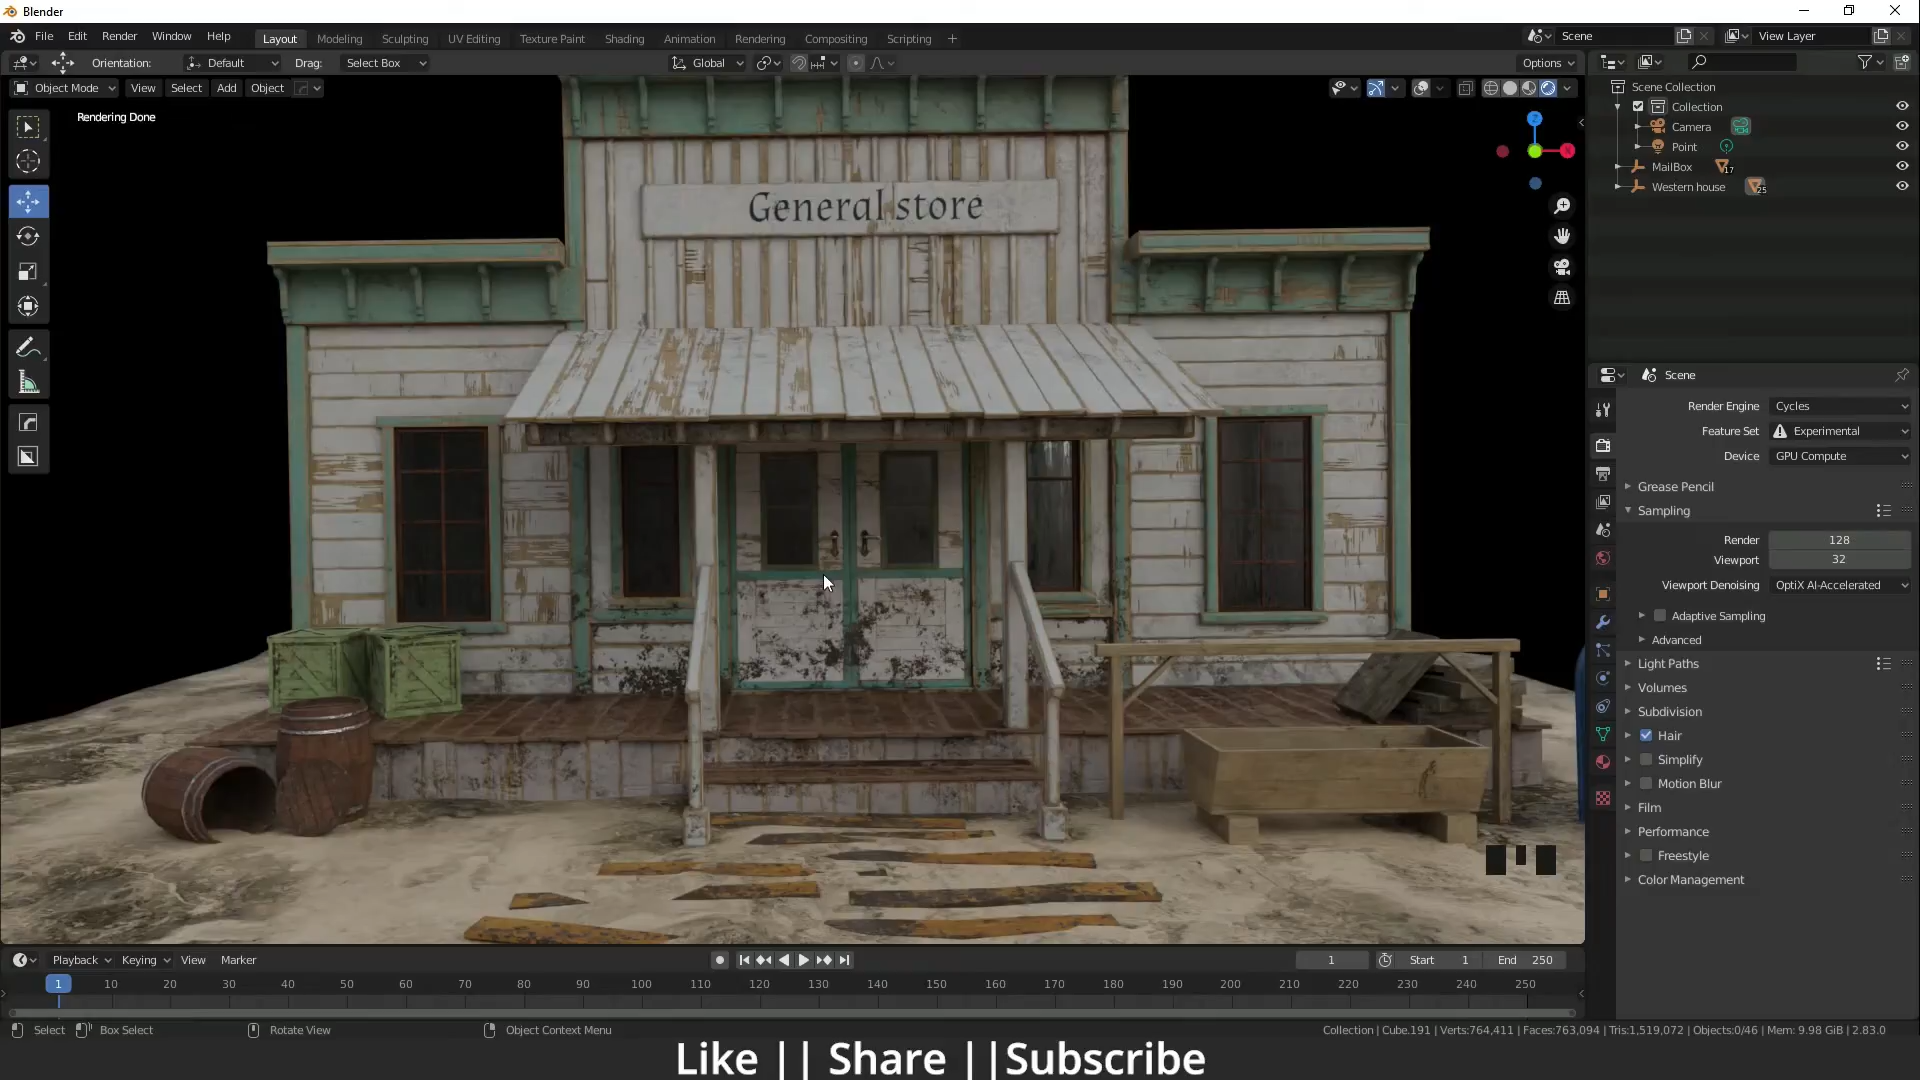 Blender
File Edit Render Window Help
Layout Modeling Sculpting UV Editing Texture Paint Shading Animation Rendering Compositing Scripting +
Scene View Layer
Orientation: Default Drag: Select Box Global Options
Object Mode View Select Add Object
Rendering Done
Z
General store
Scene Collection
Collection
Camera
Point
MailBox 17
Western house 25
Scene
Render Engine Cycles
Feature Set Experimental
Device GPU Compute
Grease Pencil
Sampling
Render 128
Viewport 32
Viewport Denoising OptiX AI-Accelerated
Adaptive Sampling
Advanced
Light Paths
Volumes
Subdivision
Hair
Simplify
Motion Blur
Film
Performance
Freestyle
Color Management
Playback Keying View Marker 1 Start 1 End 250
1 10 20 30 40 50 60 70 80 90 100 110 120 130 140 150 160 170 180 190 200 210 220 230 240 250
Select Box Select Rotate View Object Context Menu Collection | Cube.191 | Verts:764,411 | Faces:763,094 | Tris:1,519,072 | Objects:0/46 | Mem: 9.98 GiB | 2.83.0
Like || Share ||Subscribe